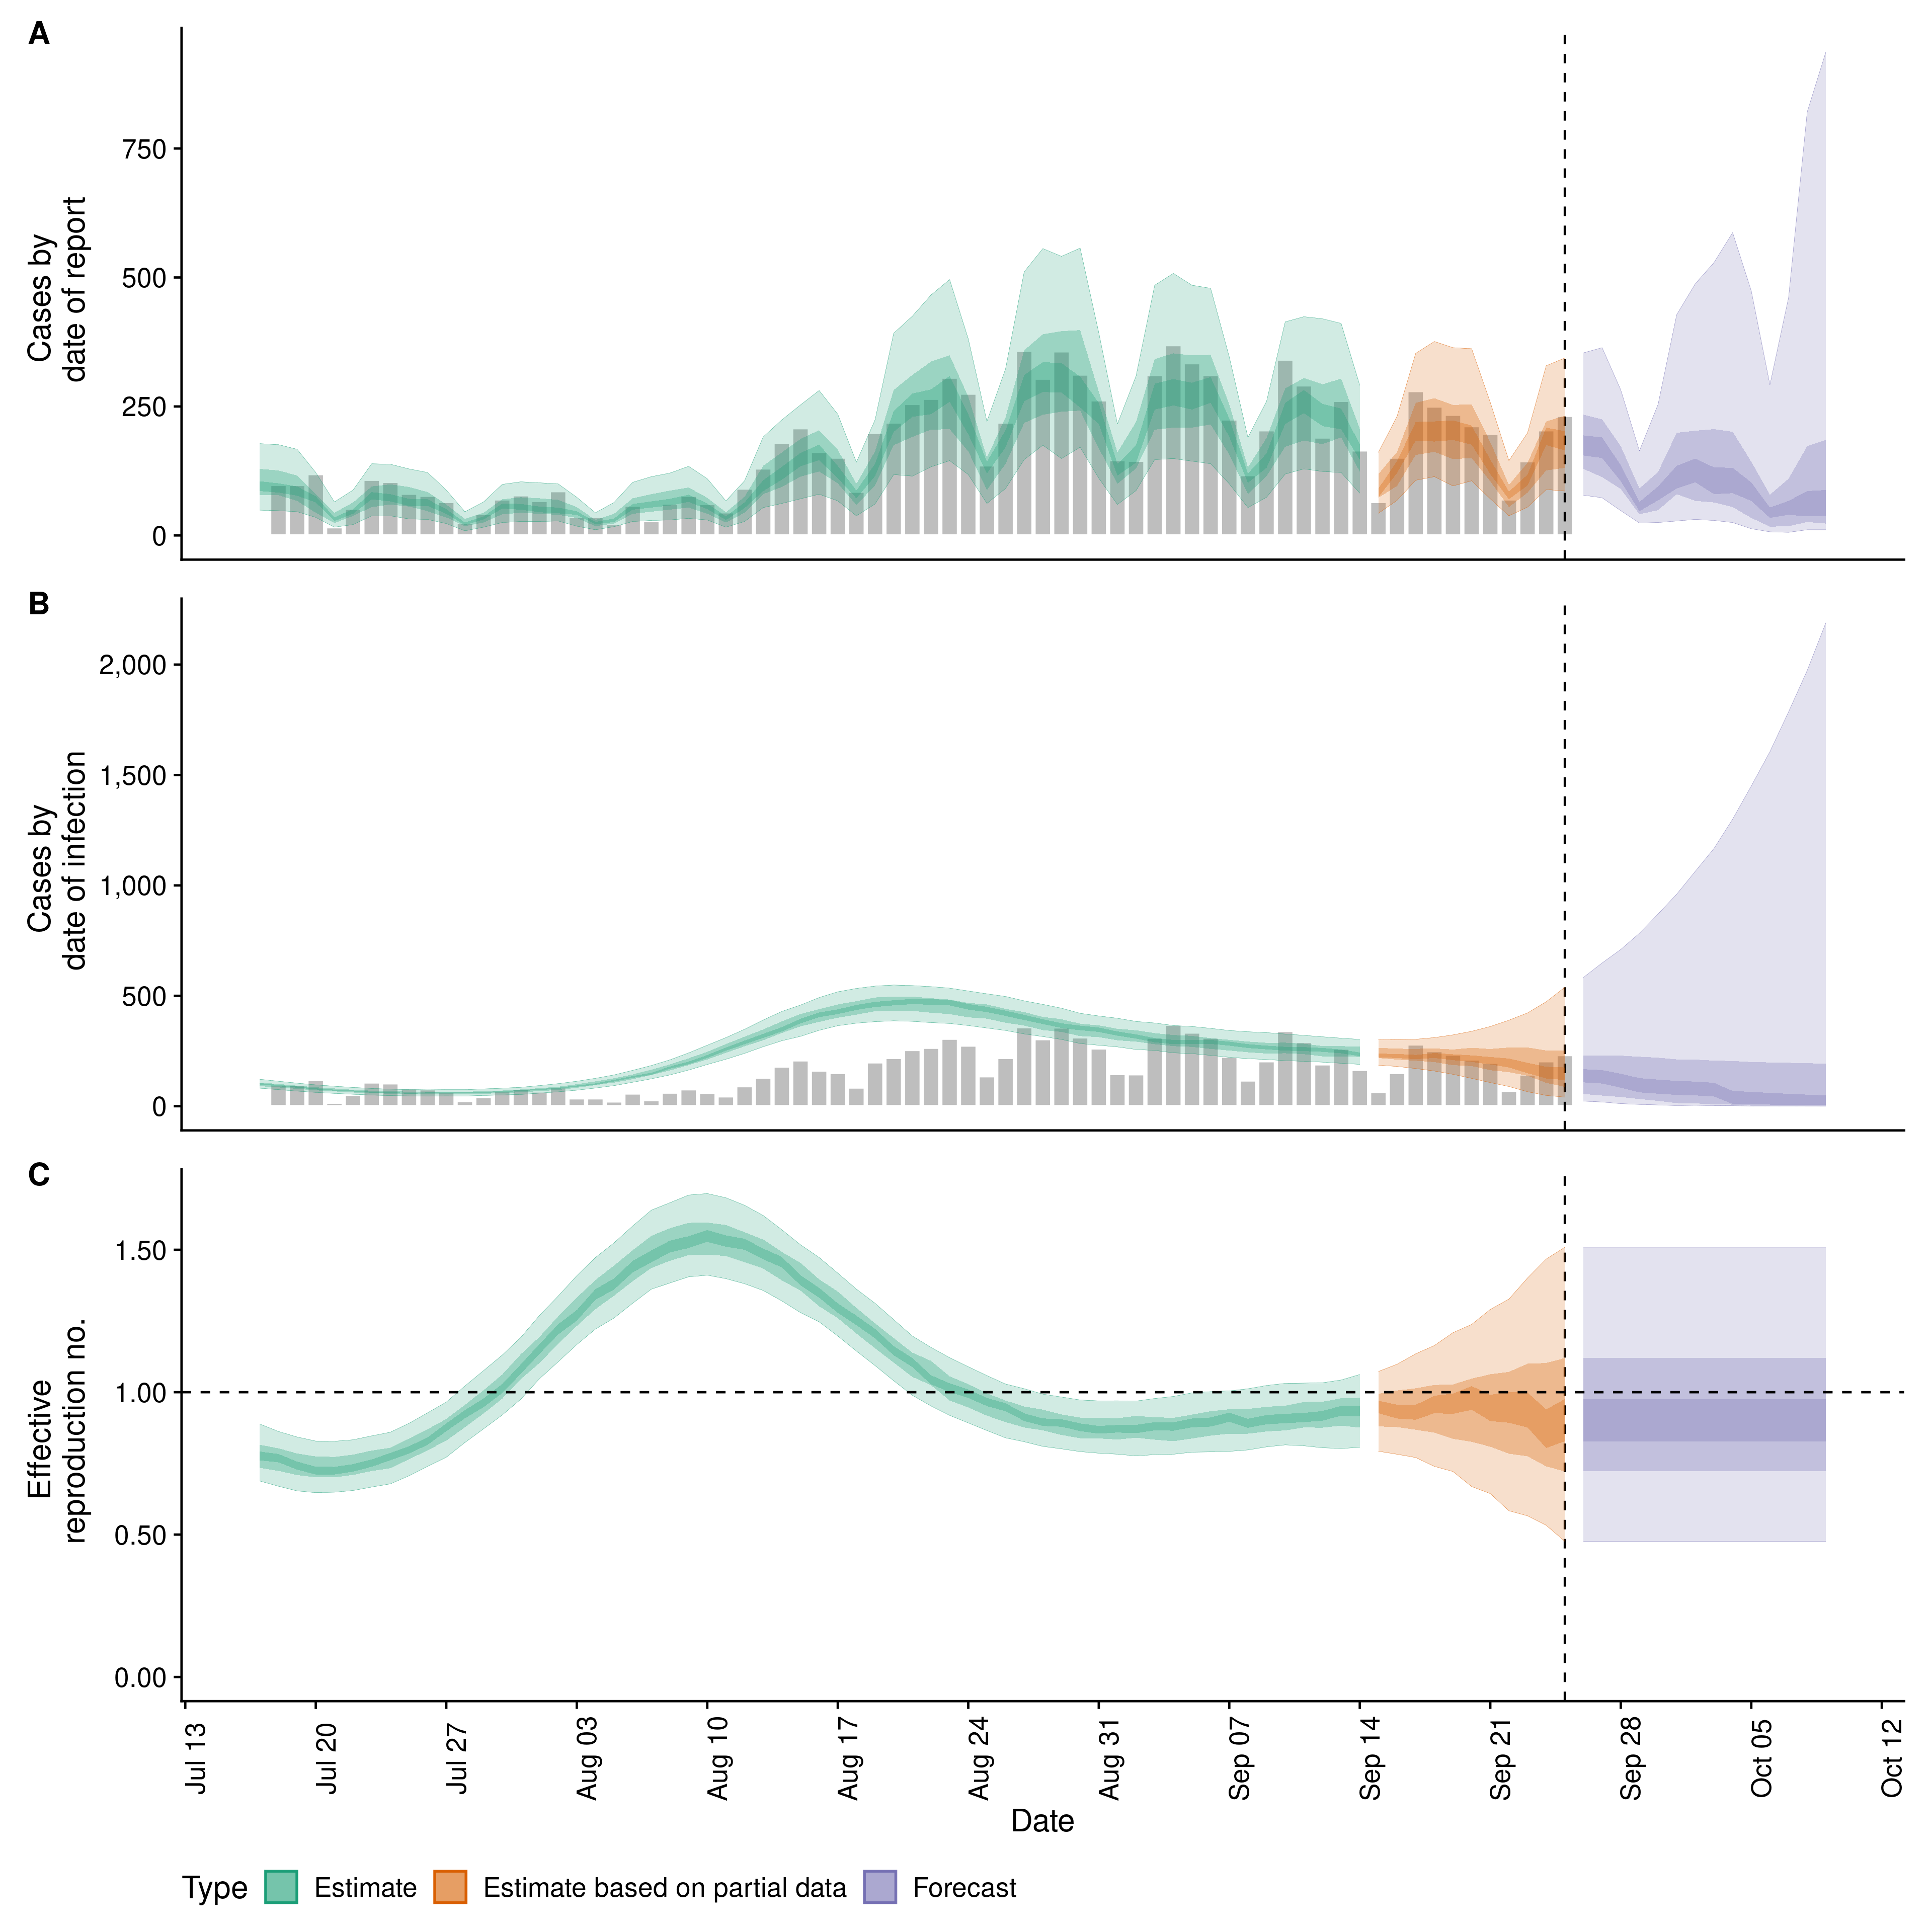 A
Cases by
date of report
750
500
250
0
B
Cases by
date of infection
2,000
1,500
1,000
500
0
C
Effective
reproduction no.
1.50
1.00
0.50
0.00
Jul 13
Jul 20
Jul 27
Aug 03
Aug 10
Aug 17
Aug 24
Aug 31
Sep 07
Sep 14
Sep 21
Sep 28
Oct 05
Oct 12
Date
Type
Estimate
Estimate based on partial data
Forecast